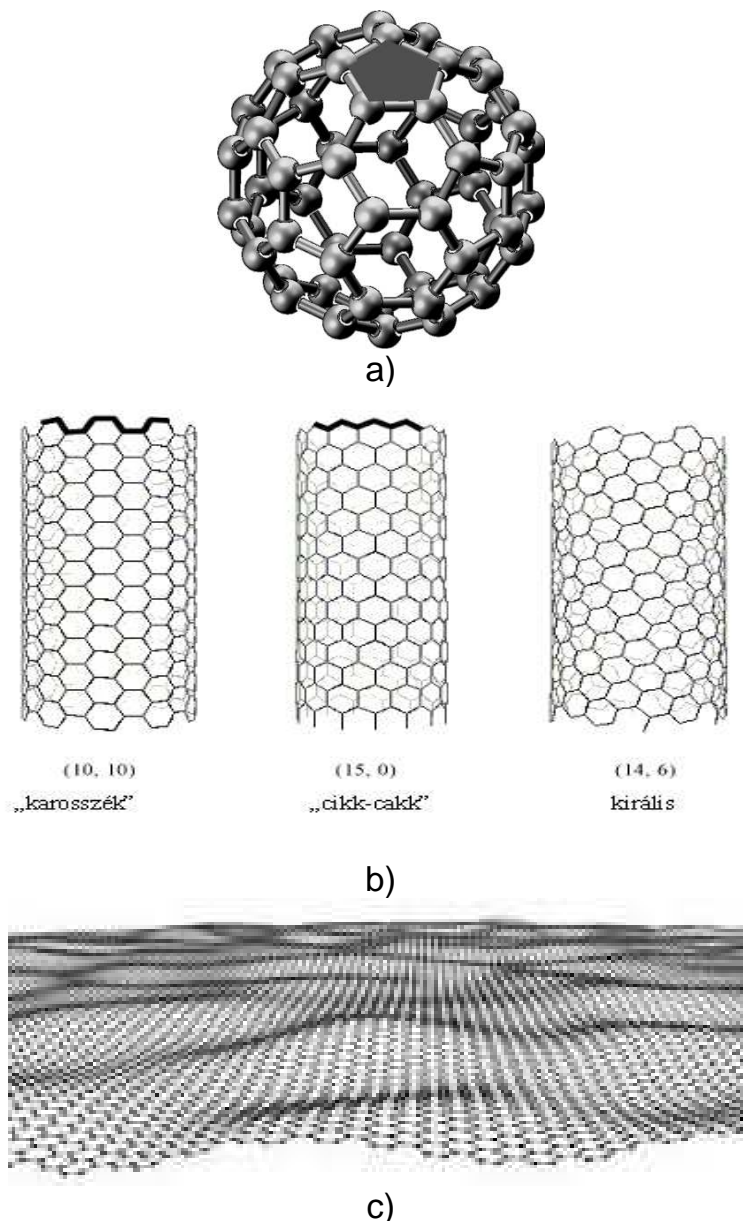 a)
(10, 10) (15, 0) (14, 6)
„karosszék” „cikk-cakk” királis
b)
c)